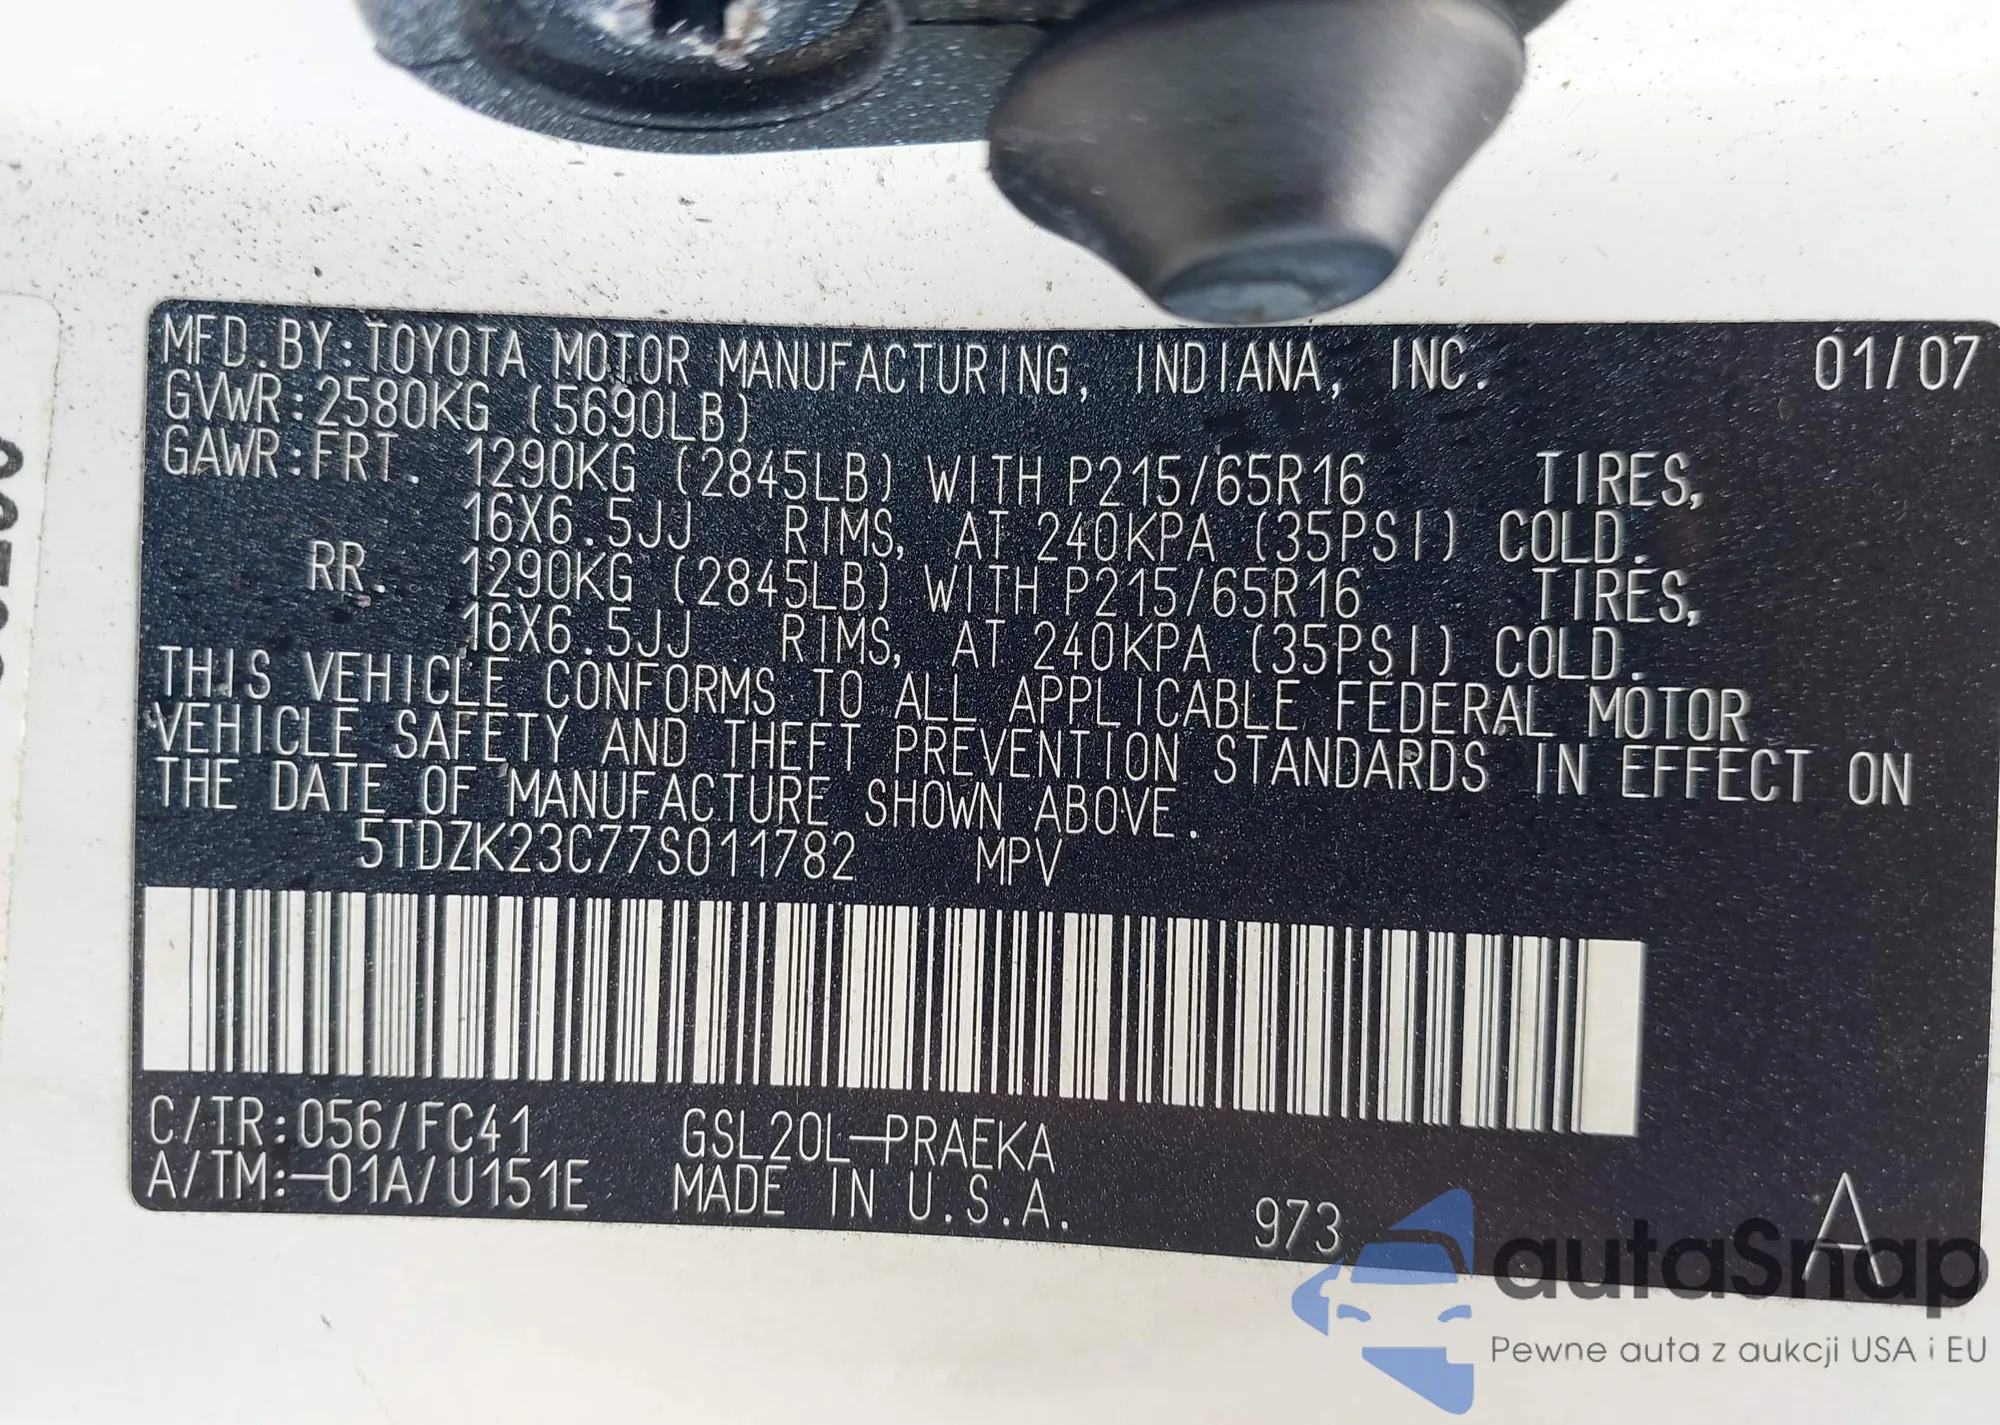 MFD.BY:TOYOTA MOTOR MANUFACTURING, INDIANA, INC. 01/07
GVWR:2580KG (5690LB)
GAWR:FRT. 1290KG (2845LB) WITH P215/65R16 TIRES,
16X6.5JJ RIMS, AT 240KPA (35PSI) COLD.
RR. 1290KG (2845LB) WITH P215/65R16 TIRES,
16X6.5JJ RIMS, AT 240KPA (35PSI) COLD.
THIS VEHICLE CONFORMS TO ALL APPLICABLE FEDERAL MOTOR
VEHICLE SAFETY AND THEFT PREVENTION STANDARDS IN EFFECT ON
THE DATE OF MANUFACTURE SHOWN ABOVE.
5TDZK23C77S011782 MPV
C/TR:056/FC41 GSL20L-PRAEKA
A/TM:-01A/U151E MADE IN U.S.A. 973 A
autaSnap
Pewne auta z aukcji USA i EU